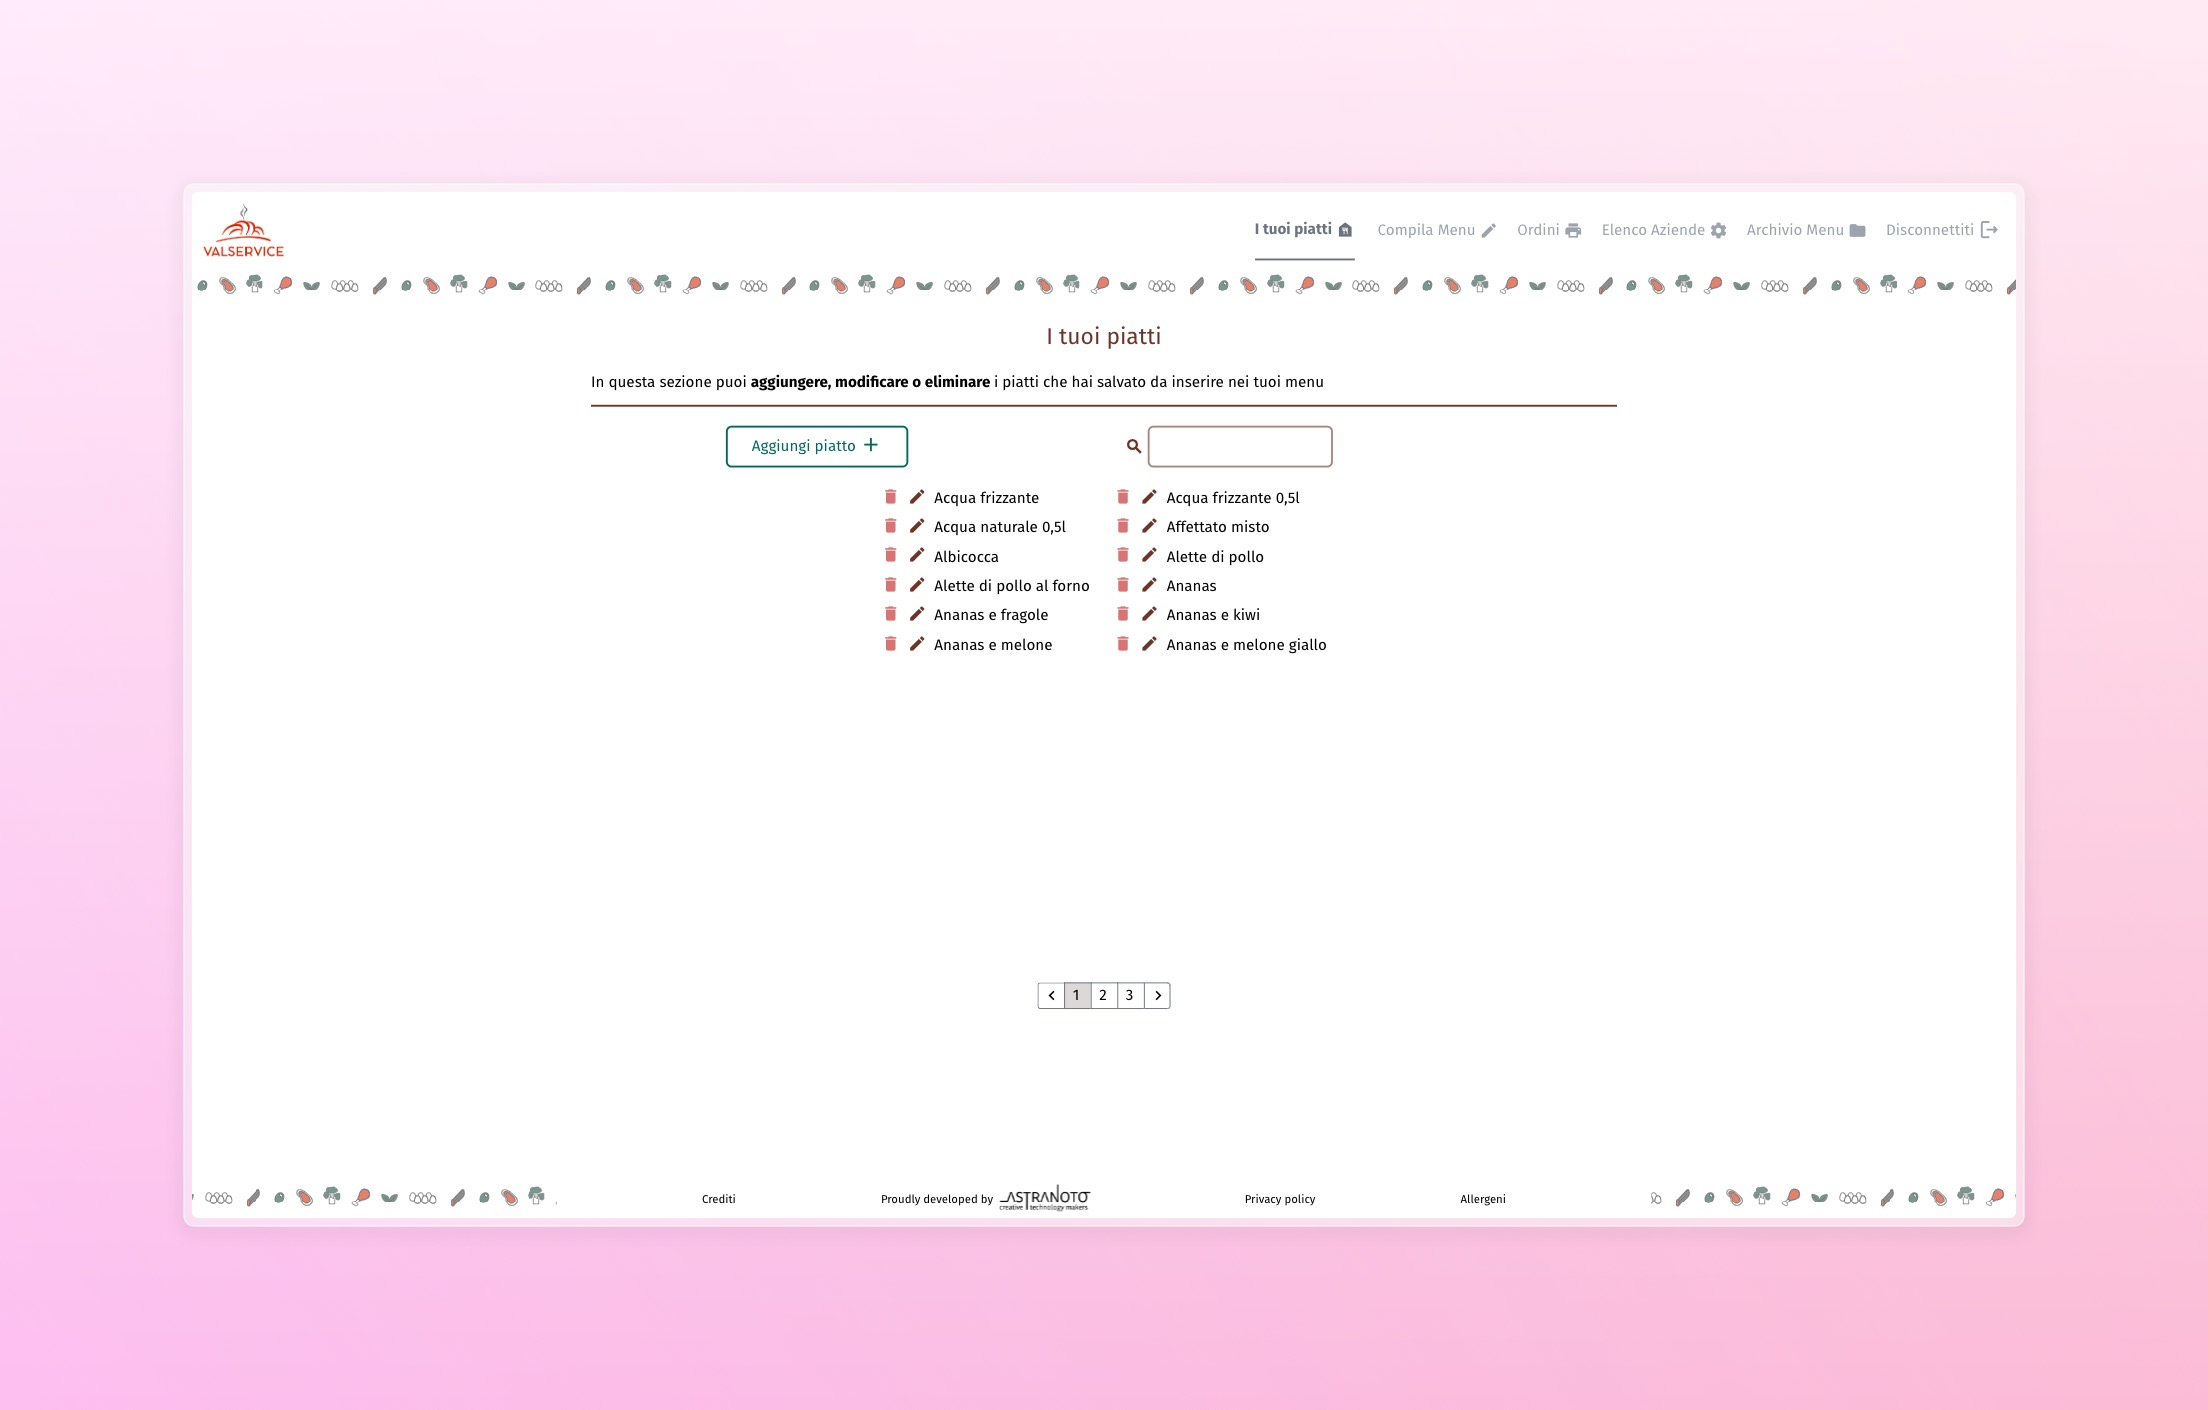 VALSERVICE
I tuoi piatti Compila Menu Ordini Elenco Aziende Archivio Menu Disconnettiti
I tuoi piatti
In questa sezione puoi aggiungere, modificare o eliminare i piatti che hai salvato da inserire nei tuoi menu
Aggiungi piatto +
Acqua frizzante Acqua frizzante 0,5l
Acqua naturale 0,5l Affettato misto
Albicocca Alette di pollo
Alette di pollo al forno Ananas
Ananas e fragole Ananas e kiwi
Ananas e melone Ananas e melone giallo
1 2 3
Crediti Proudly developed by ASTRANOTO Privacy policy Allergeni
creative technology makers